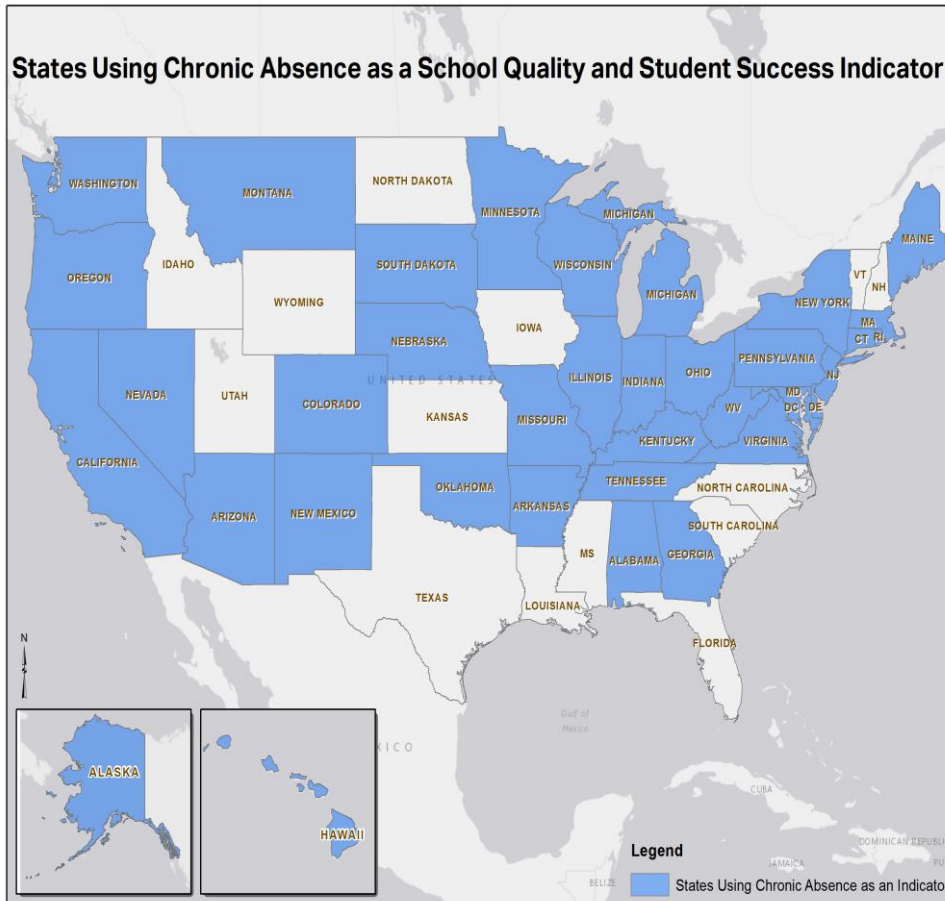 States Using Chronic Absence as a School Quality and Student Success Indicator
WASHINGTON
MONTANA
NORTH DAKOTA
MINNESOTA
MICHIGAN
MAINE
OREGON
IDAHO
SOUTH DAKOTA
WISCONSIN
VT
NH
WYOMING
MICHIGAN
NEW YORK
IOWA
MA
CT
RI
NEBRASKA
PENNSYLVANIA
UNITED STATES
NEVADA
UTAH
COLORADO
KANSAS
MISSOURI
ILLINOIS
INDIANA
OHIO
NJ
MD
DC
DE
WV
VIRGINIA
KENTUCKY
CALIFORNIA
ARIZONA
NEW MEXICO
OKLAHOMA
ARKANSAS
TENNESSEE
NORTH CAROLINA
SOUTH CAROLINA
MS
ALABAMA
GEORGIA
TEXAS
LOUISIANA
FLORIDA
N
Gulf of
Mexico
XICO
ALASKA
HAWAII
CUBA
DOMINICAN REPUBLI
PU
JAMAICA
BELIZE
Legend
States Using Chronic Absence as an Indicato